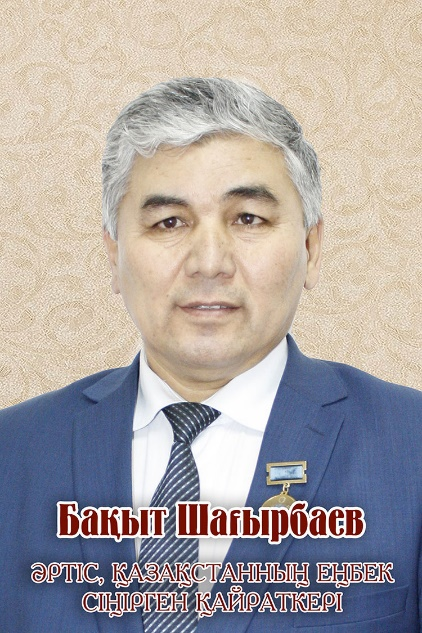 Бақыт Шағырбаев
ӘРТІС, ҚАЗАҚСТАННЫҢ ЕҢБЕК
СІҢІРГЕН ҚАЙРАТКЕРІ